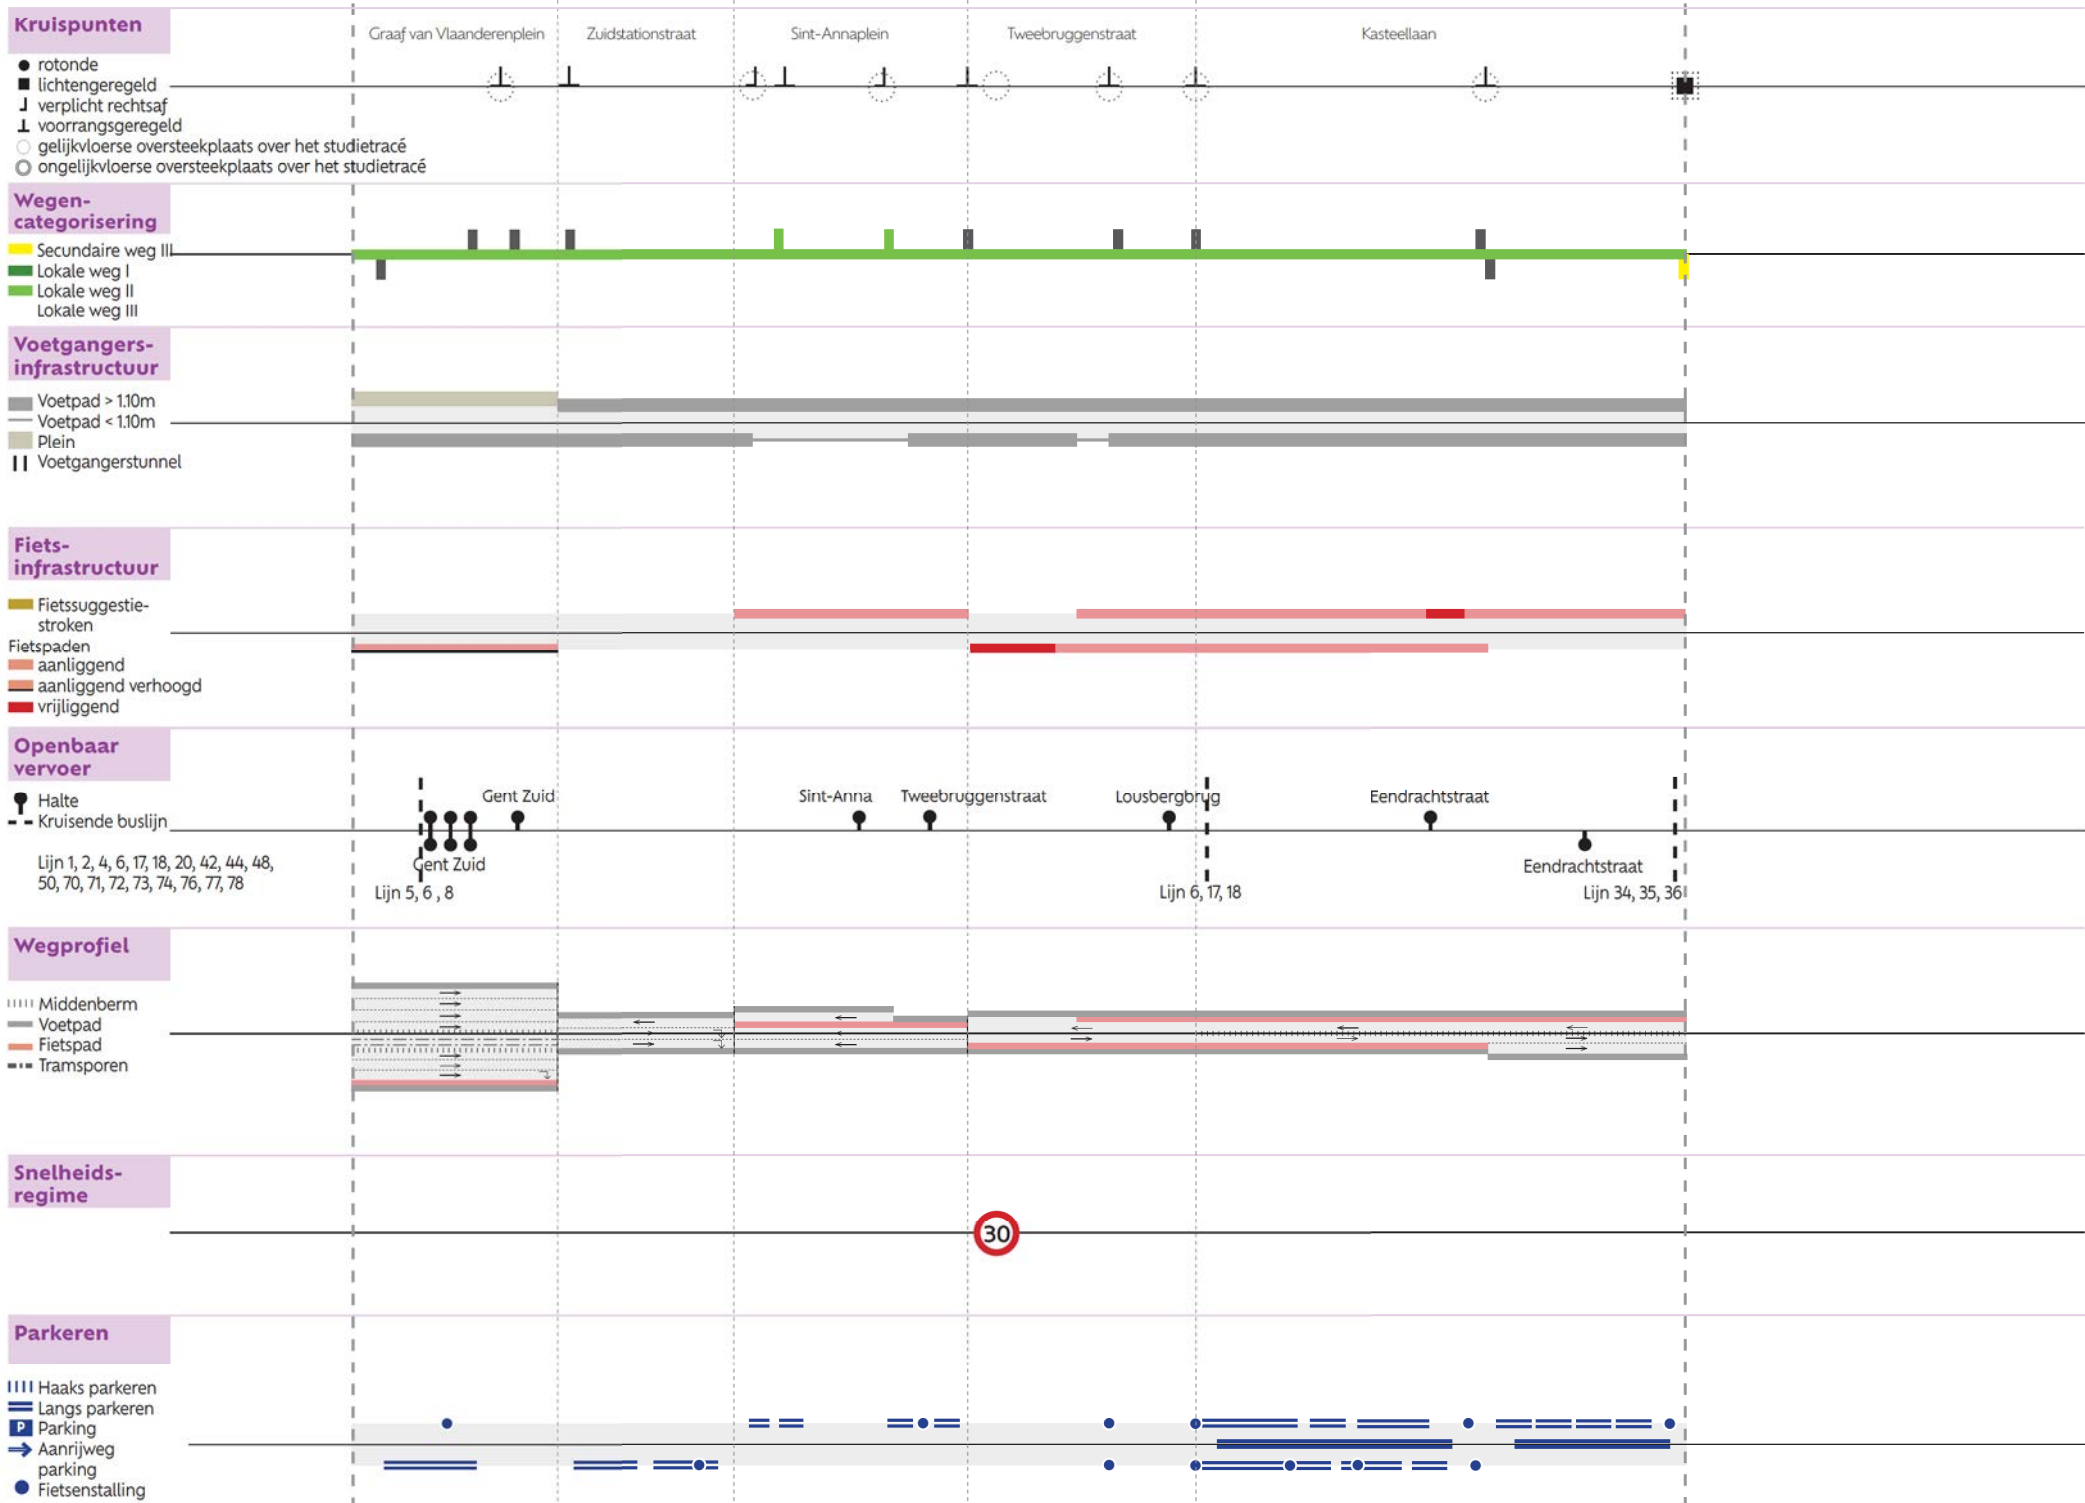 Kruispunten
Graaf van Vlaanderenplein
Zuidstationstraat
Sint-Annaplein
Tweebruggenstraat
Kasteellaan
rotonde
lichtengeregeld
verplicht rechtsaf
voorrangsgeregeld
gelijkvloerse oversteekplaats over het studietracé
ongelijkvloerse oversteekplaats over het studietracé
Wegen-
categorisering
Secundaire weg III
Lokale weg I
Lokale weg II
Lokale weg III
Voetgangers-
infrastructuur
Voetpad > 1.10m
Voetpad < 1.10m
Plein
Voetgangerstunnel
Fiets-
infrastructuur
Fietssuggestie-
stroken
Fietspaden
aanliggend
aanliggend verhoogd
vrijliggend
Openbaar
vervoer
Halte
Kruisende buslijn
Lijn 1, 2, 4, 6, 17, 18, 20, 42, 44, 48,
50, 70, 71, 72, 73, 74, 76, 77, 78
Gent Zuid
Sint-Anna
Tweebruggenstraat
Lousbergbrug
Eendrachtstraat
Gent Zuid
Eendrachtstraat
Lijn 5, 6 , 8
Lijn 6, 17, 18
Lijn 34, 35, 36
Wegprofiel
Middenberm
Voetpad
Fietspad
Tramsporen
Snelheids-
regime
30
Parkeren
Haaks parkeren
Langs parkeren
P Parking
Aanrijweg
parking
Fietsenstalling